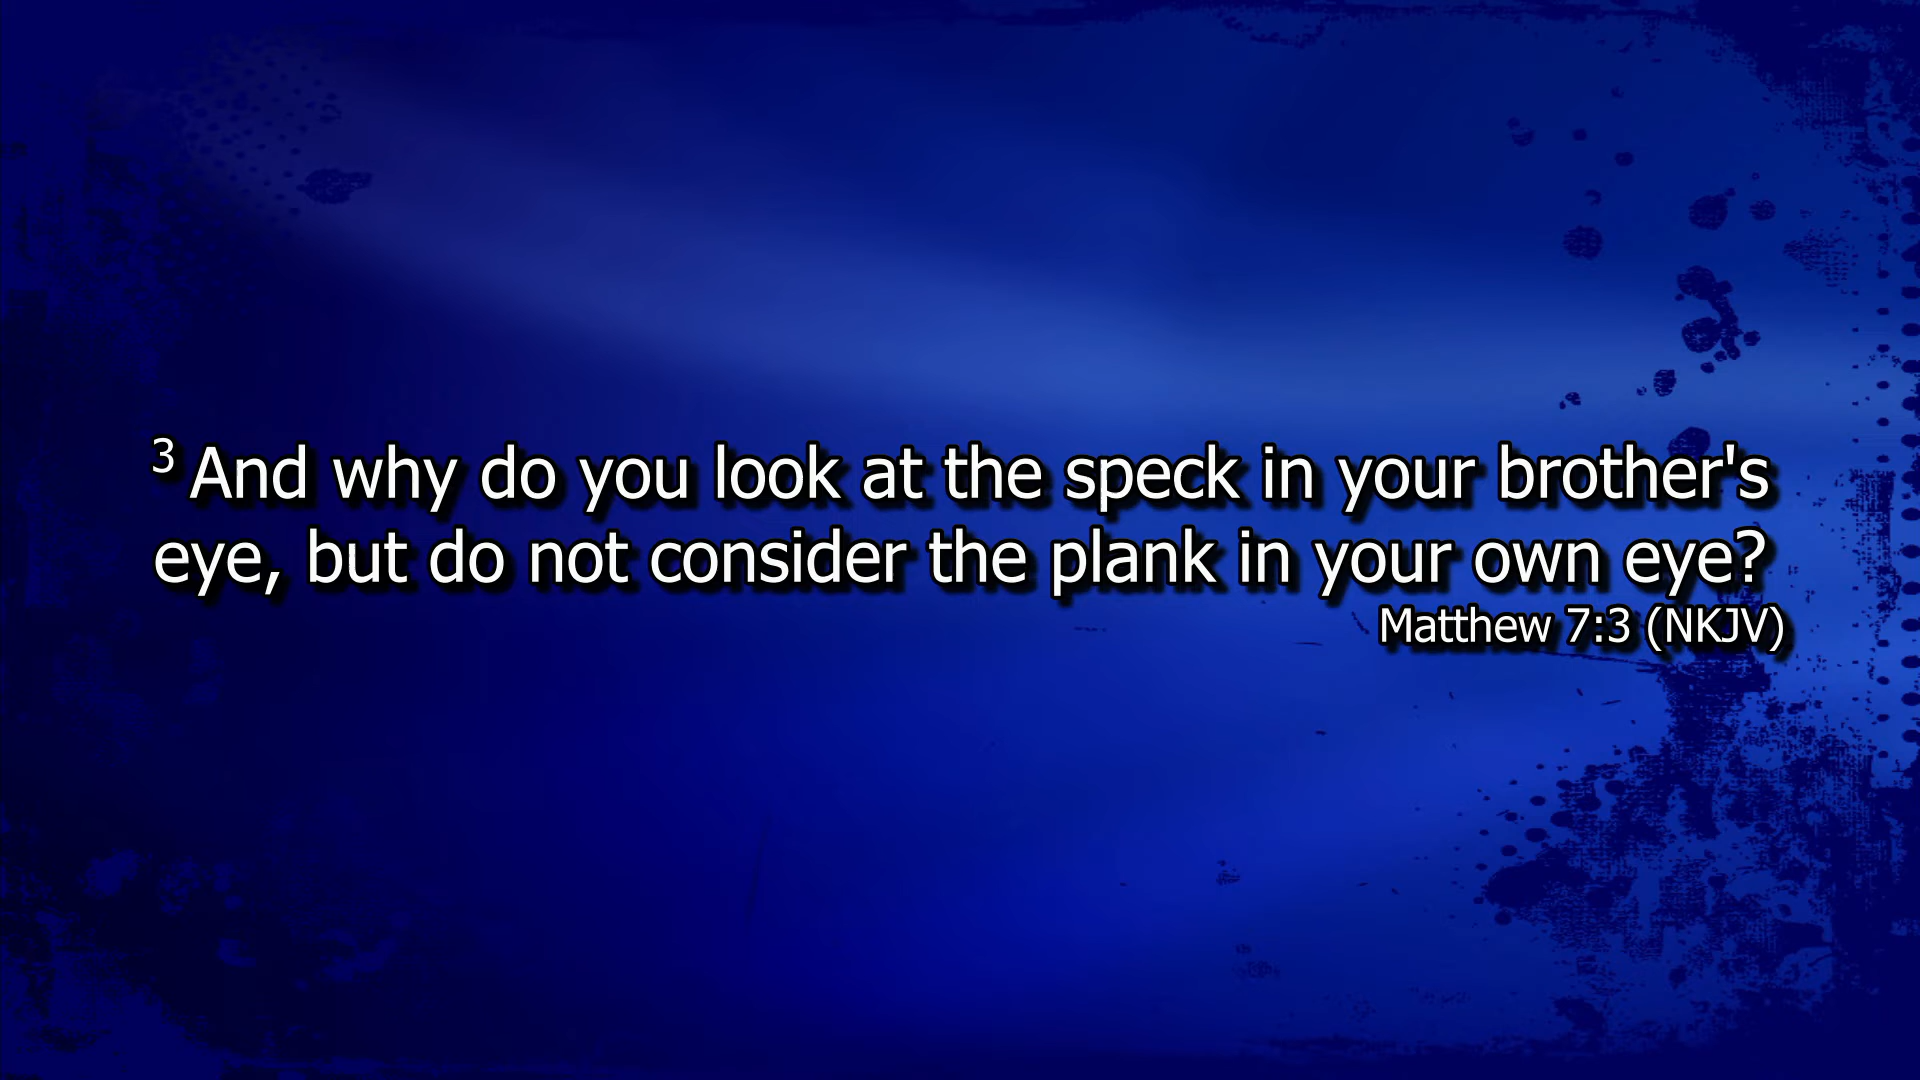 3 And why do you look at the speck in your brother's
eye, but do not consider the plank in your own eye?
Matthew 7:3 (NKJV)